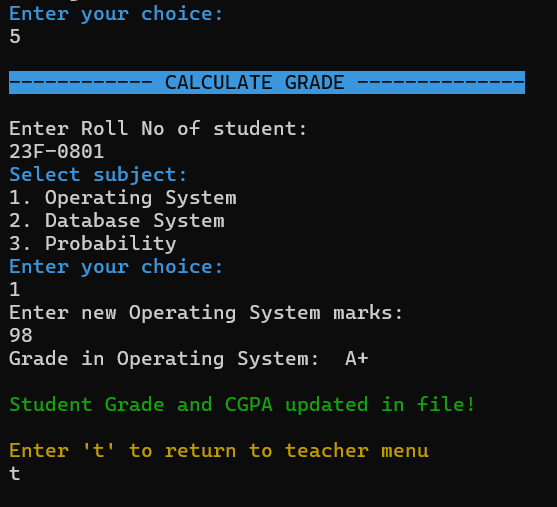 Enter your choice:
5
------------ CALCULATE GRADE --------------
Enter Roll No of student:
23F-0801
Select subject:
1. Operating System
2. Database System
3. Probability
Enter your choice:
1
Enter new Operating System marks:
98
Grade in Operating System:  A+
Student Grade and CGPA updated in file!
Enter 't' to return to teacher menu
t